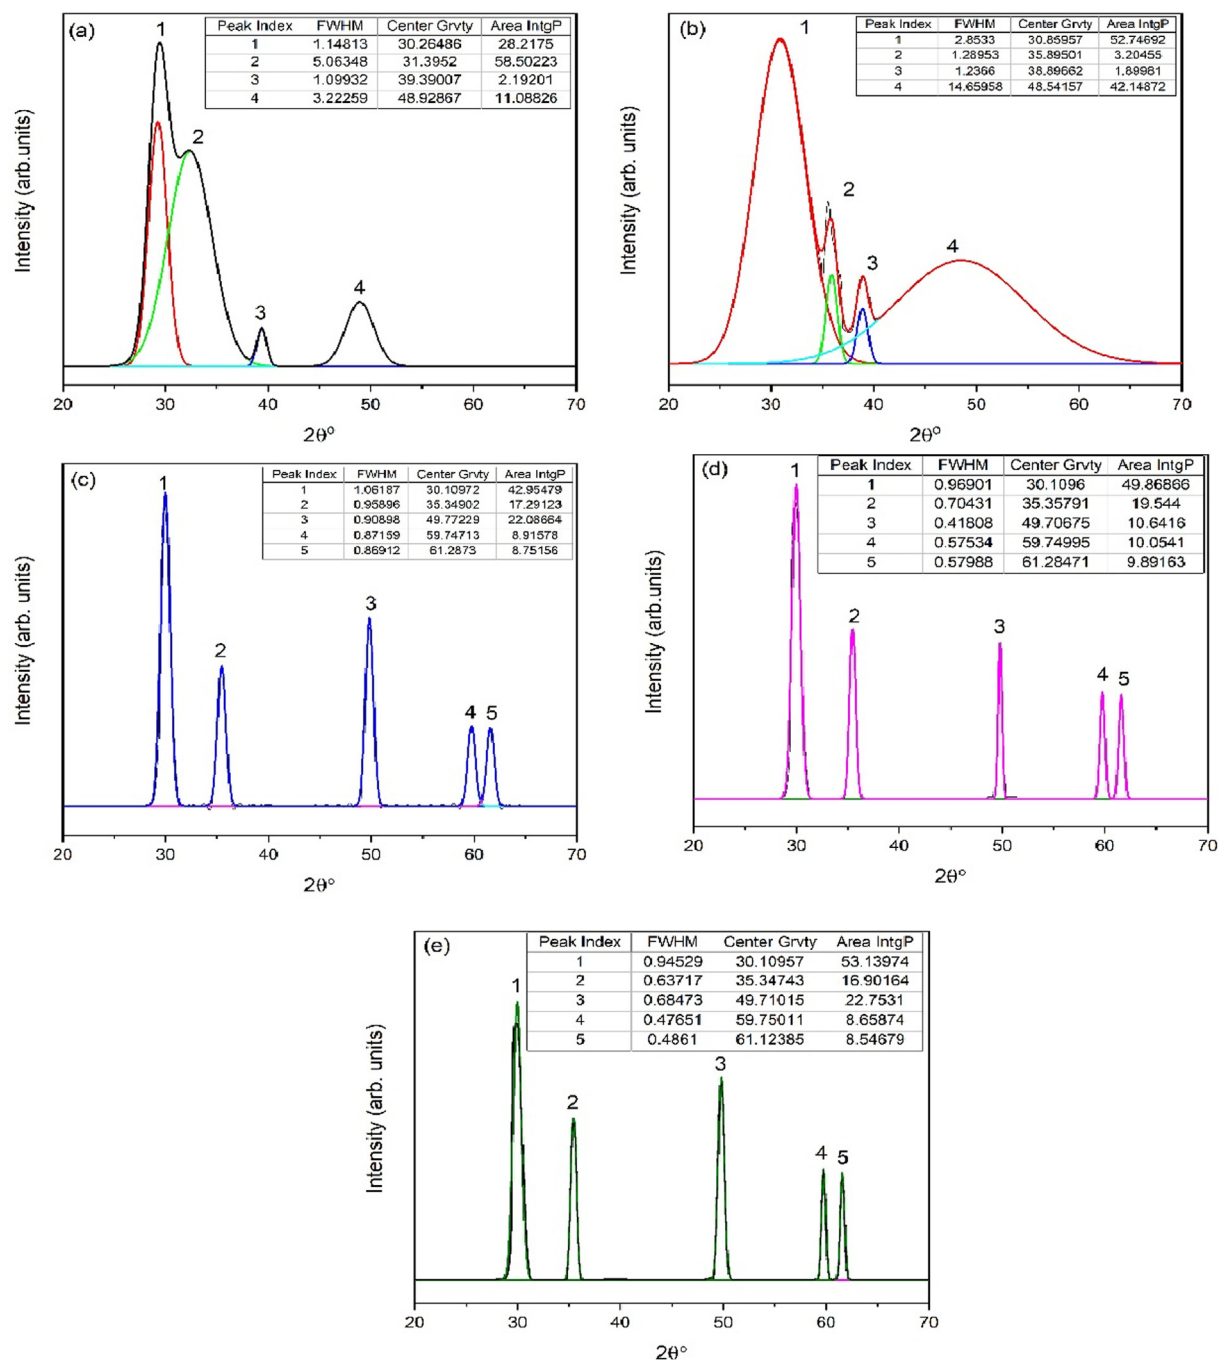 (a)
Peak Index FWHM Center Grvty Area IntgP
1 1.14813 30.26486 28.2175
2 5.06348 31.3952 58.50223
3 1.09932 39.39007 2.19201
4 3.22259 48.92867 11.08826
1
2
3
4
Intensity (arb.units)
20 30 40 50 60 70
2θ°
(b)
Peak Index FWHM Center Grvty Area IntgP
1 2.8533 30.85957 52.74692
2 1.28953 35.89501 3.20455
3 1.2366 38.89662 1.89981
4 14.65958 48.54157 42.14872
1
2
3
4
Intensity (arb. units)
20 30 40 50 60 70
2θ°
(c)
Peak Index FWHM Center Grvty Area IntgP
1 1.06187 30.10972 42.95479
2 0.95896 35.34902 17.29123
3 0.90898 49.77229 22.08664
4 0.87159 59.74713 8.91578
5 0.86912 61.2873 8.75156
1
2
3
4 5
Intensity (arb. units)
20 30 40 50 60 70
2θ°
(d)
Peak Index FWHM Center Grvty Area IntgP
1 0.96901 30.1096 49.86866
2 0.70431 35.35791 19.544
3 0.41808 49.70675 10.6416
4 0.57534 59.74995 10.0541
5 0.57988 61.28471 9.89163
1
2
3
4 5
Intensity (arb.units)
20 30 40 50 60 70
2θ°
(e)
Peak Index FWHM Center Grvty Area IntgP
1 0.94529 30.10957 53.13974
2 0.63717 35.34743 16.90164
3 0.68473 49.71015 22.7531
4 0.47651 59.75011 8.65874
5 0.4861 61.12385 8.54679
1
2
3
4 5
Intensity (arb. units)
20 30 40 50 60 70
2θ°